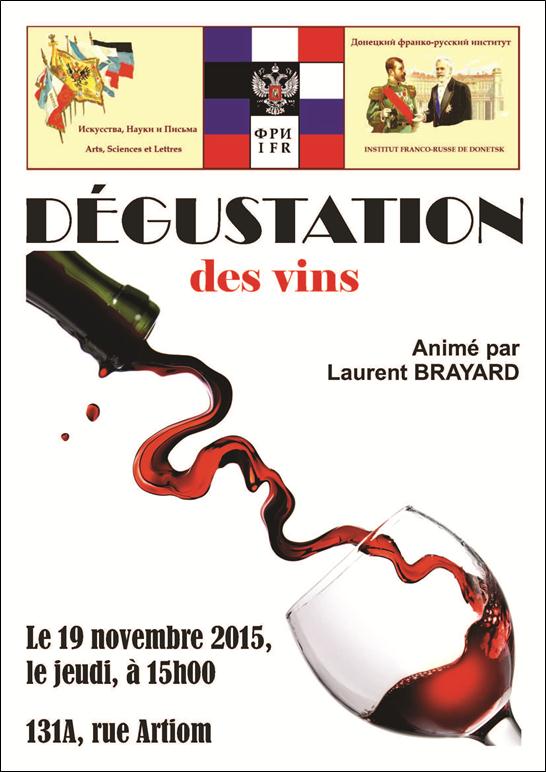 Искусства, Науки и Письма
Arts, Sciences et Lettres
ФРИ
IFR
Донецкий франко-русский институт
INSTITUT FRANCO-RUSSE DE DONETSK
DÉGUSTATION
des vins
Animé par
Laurent BRAYARD
Le 19 novembre 2015,
le jeudi, à 15h00
131A, rue Artiom